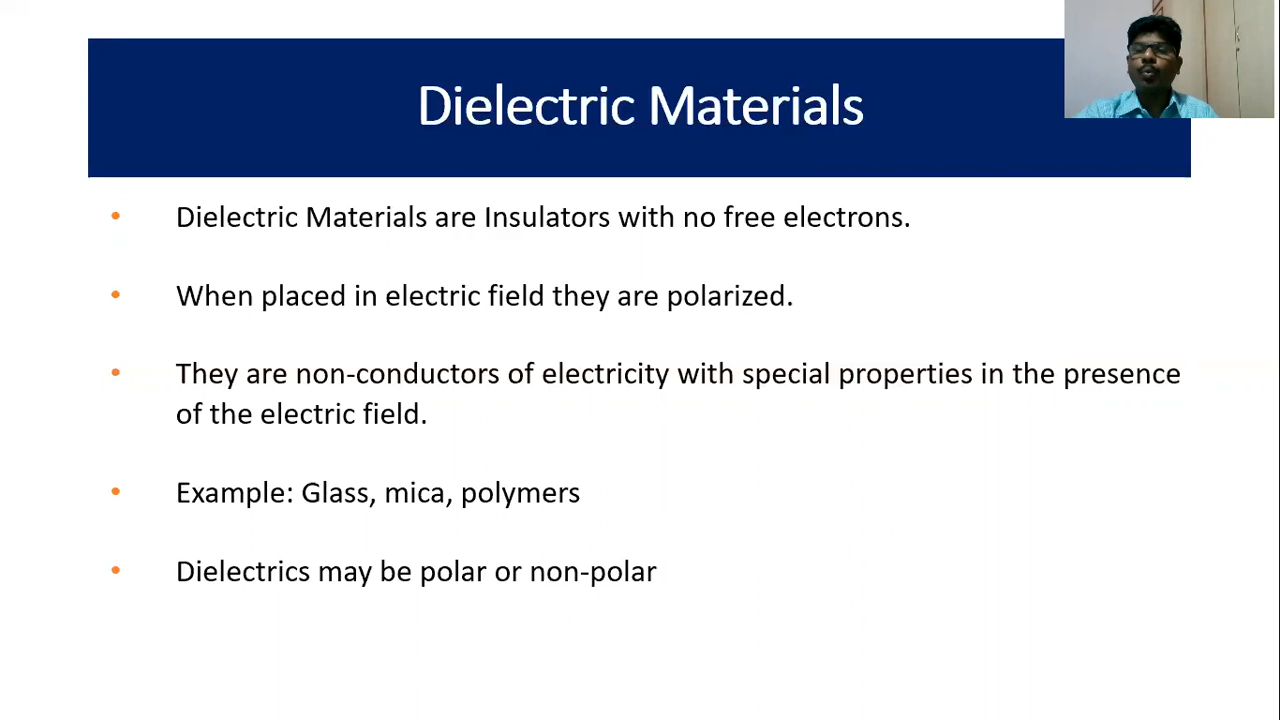 Dielectric Materials
• Dielectric Materials are Insulators with no free electrons.
• When placed in electric field they are polarized.
• They are non-conductors of electricity with special properties in the presence
of the electric field.
• Example: Glass, mica, polymers
• Dielectrics may be polar or non-polar